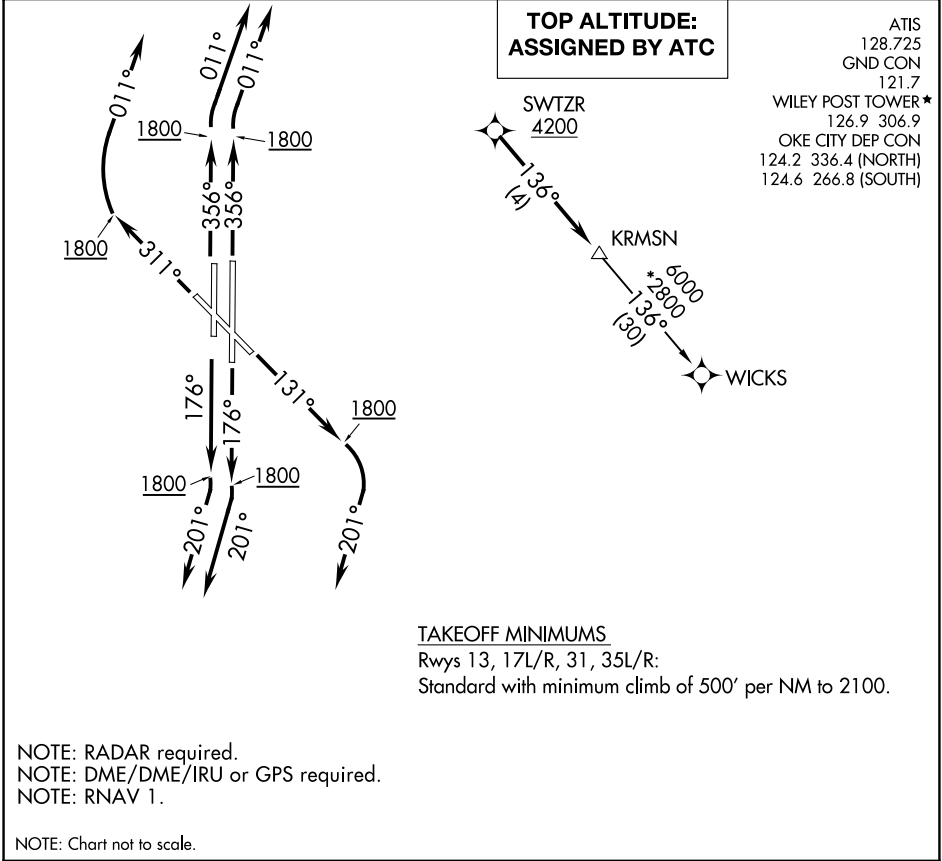 TOP ALTITUDE:
ASSIGNED BY ATC
ATIS
128.725
GND CON
121.7
WILEY POST TOWER★
126.9 306.9
OKE CITY DEP CON
124.2 336.4 (NORTH)
124.6 266.8 (SOUTH)
011°
011°
011°
1800
1800
356°
356°
1800
311°
176°
176°
131°
1800
1800
1800
201°
201°
201°
SWTZR
4200
136°
(4)
KRMSN
6000
*2800
136°
(30)
WICKS
TAKEOFF MINIMUMS
Rwys 13, 17L/R, 31, 35L/R:
Standard with minimum climb of 500' per NM to 2100.
NOTE: RADAR required.
NOTE: DME/DME/IRU or GPS required.
NOTE: RNAV 1.
NOTE: Chart not to scale.